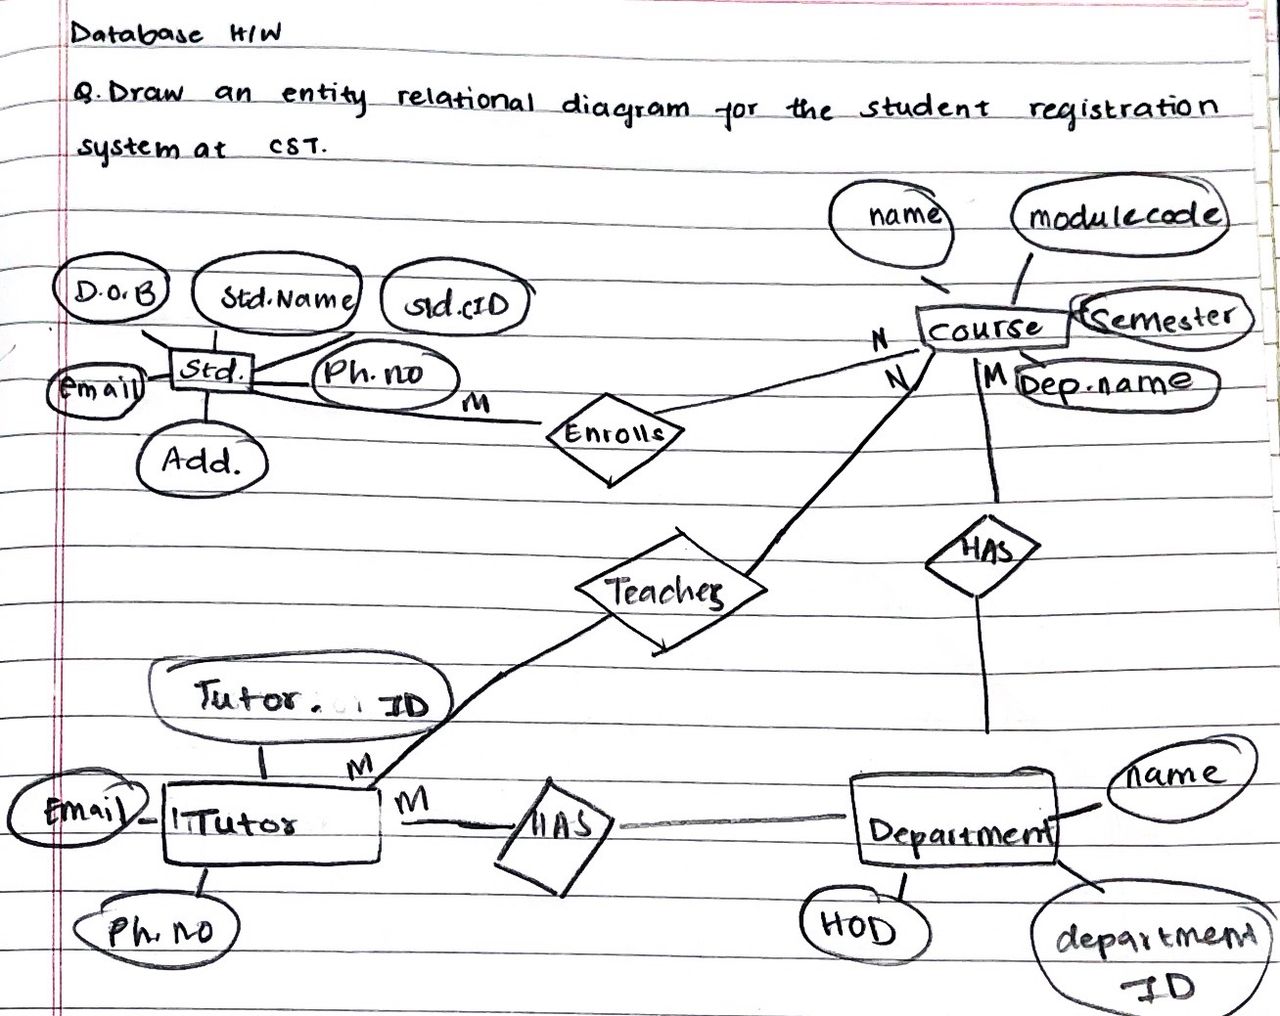 Database H/W
Q. Draw an entity relational diagram for the student registration
system at CST.
name
modulecode
D.O.B
Std.Name
Std.CID
course
Semester
N
Std.
Ph.no
email
M
N
M
Dep.name
Enrolls
Add.
HAS
Teaches
Tutor. ID
M
name
Email
Tutor
M
HAS
Department
Ph.no
HOD
department
ID